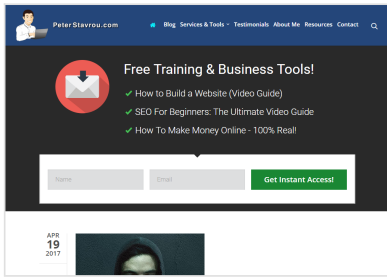 PeterStavrou.com
Blog Services & Tools Testimonials About Me Resources Contact
Free Training & Business Tools!
How to Build a Website (Video Guide)
SEO For Beginners: The Ultimate Video Guide
How To Make Money Online - 100% Real!
Name Email Get Instant Access!
APR
19
2017